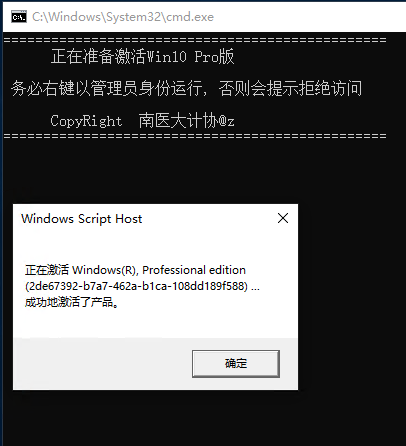 C:\Windows\System32\cmd.exe
==================================================
正在准备激活Win10 Pro版
务必右键以管理员身份运行, 否则会提示拒绝访问
CopyRight 南医大计协@z
==================================================
Windows Script Host
正在激活 Windows(R), Professional edition
(2de67392-b7a7-462a-b1ca-108dd189f588) ...
成功地激活了产品。
确定